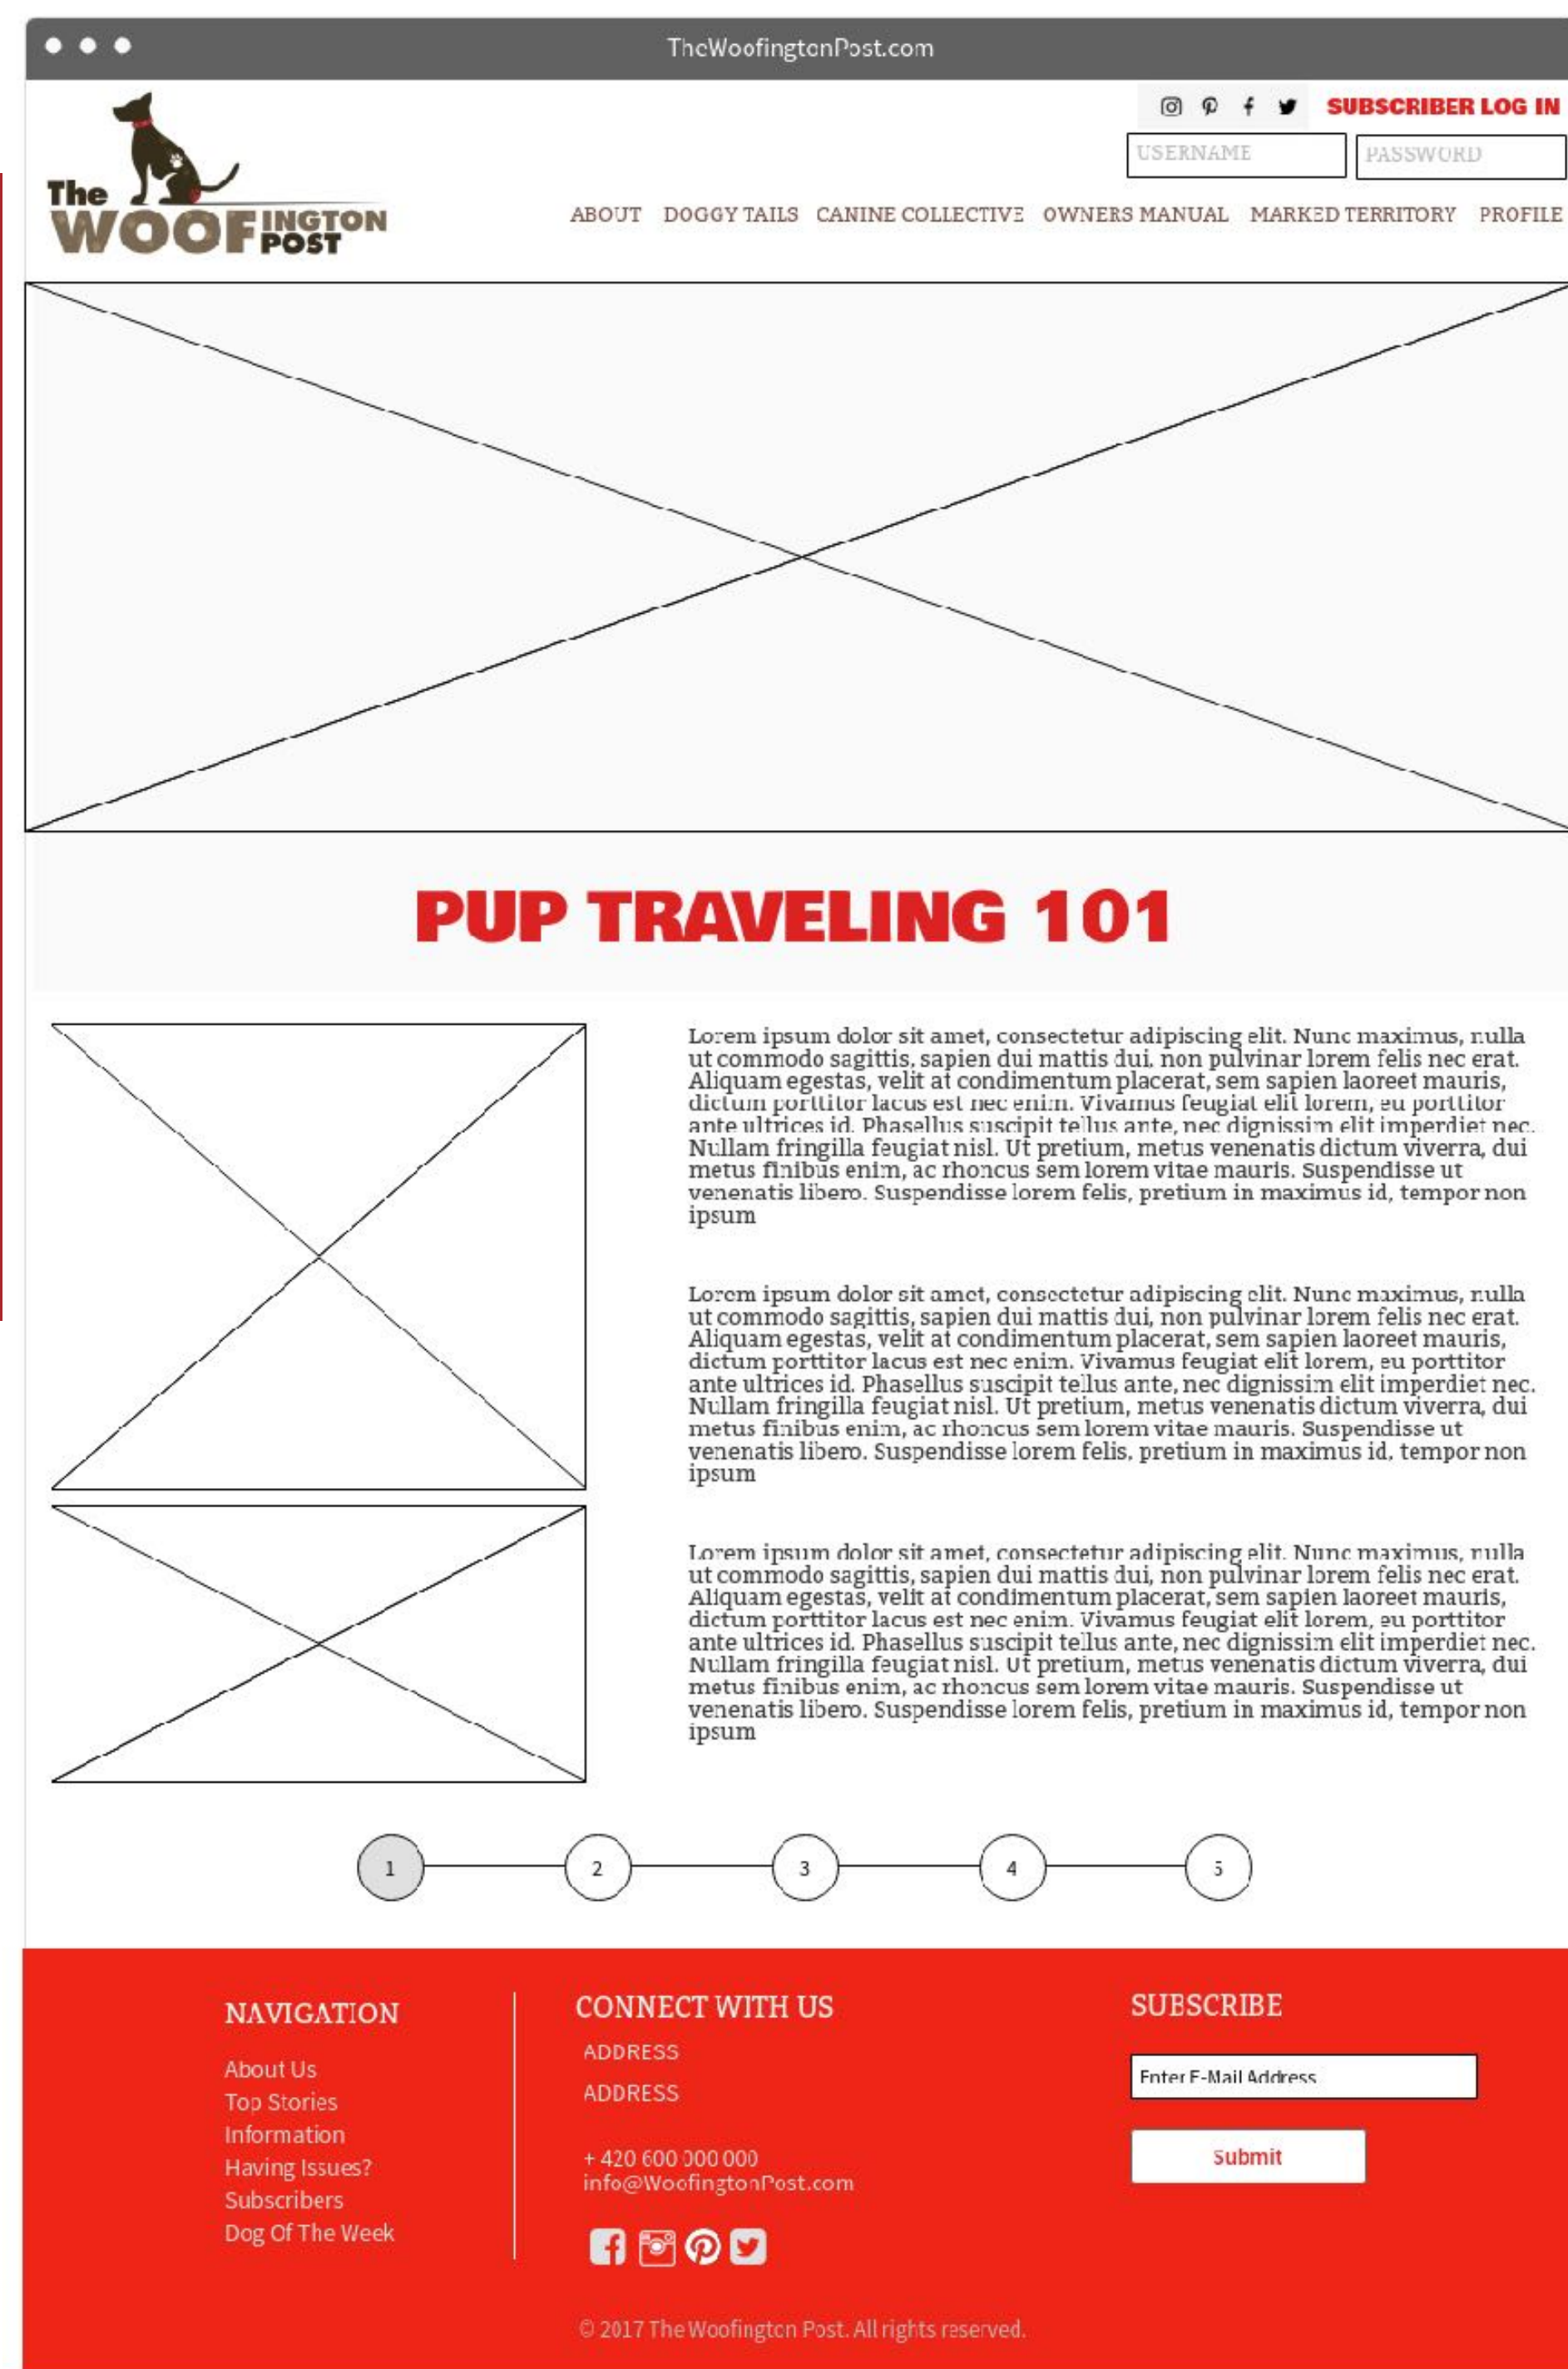 TheWoofingtonPost.com
SUBSCRIBER LOG IN
USERNAME PASSWORD
The
WOOFINGTON
POST
ABOUT DOGGY TAILS CANINE COLLECTIVE OWNERS MANUAL MARKED TERRITORY PROFILE
PUP TRAVELING 101
Lorem ipsum dolor sit amet, consectetur adipiscing elit. Nunc maximus, nulla
ut commodo sagittis, sapien dui mattis dui, non pulvinar lorem felis nec erat.
Aliquam egestas, velit at condimentum placerat, sem sapien laoreet mauris,
dictum porttitor lacus est nec enim. Vivamus feugiat elit lorem, eu porttitor
ante ultrices id. Phasellus suscipit tellus ante, nec dignissim elit imperdiet nec.
Nullam fringilla feugiat nisl. Ut pretium, metus venenatis dictum viverra, dui
metus finibus enim, ac rhoncus sem lorem vitae mauris. Suspendisse ut
venenatis libero. Suspendisse lorem felis, pretium in maximus id, tempor non
ipsum
Lorem ipsum dolor sit amet, consectetur adipiscing elit. Nunc maximus, nulla
ut commodo sagittis, sapien dui mattis dui, non pulvinar lorem felis nec erat.
Aliquam egestas, velit at condimentum placerat, sem sapien laoreet mauris,
dictum porttitor lacus est nec enim. Vivamus feugiat elit lorem, eu porttitor
ante ultrices id. Phasellus suscipit tellus ante, nec dignissim elit imperdiet nec.
Nullam fringilla feugiat nisl. Ut pretium, metus venenatis dictum viverra, dui
metus finibus enim, ac rhoncus sem lorem vitae mauris. Suspendisse ut
venenatis libero. Suspendisse lorem felis, pretium in maximus id, tempor non
ipsum
Lorem ipsum dolor sit amet, consectetur adipiscing elit. Nunc maximus, nulla
ut commodo sagittis, sapien dui mattis dui, non pulvinar lorem felis nec erat.
Aliquam egestas, velit at condimentum placerat, sem sapien laoreet mauris,
dictum porttitor lacus est nec enim. Vivamus feugiat elit lorem, eu porttitor
ante ultrices id. Phasellus suscipit tellus ante, nec dignissim elit imperdiet nec.
Nullam fringilla feugiat nisl. Ut pretium, metus venenatis dictum viverra, dui
metus finibus enim, ac rhoncus sem lorem vitae mauris. Suspendisse ut
venenatis libero. Suspendisse lorem felis, pretium in maximus id, tempor non
ipsum
1 2 3 4 5
NAVIGATION
About Us
Top Stories
Information
Having Issues?
Subscribers
Dog Of The Week
CONNECT WITH US
ADDRESS
ADDRESS
+ 420 600 000 000
info@WoofingtonPost.com
SUBSCRIBE
Enter E-Mail Address
Submit
© 2017 The Woofington Post. All rights reserved.